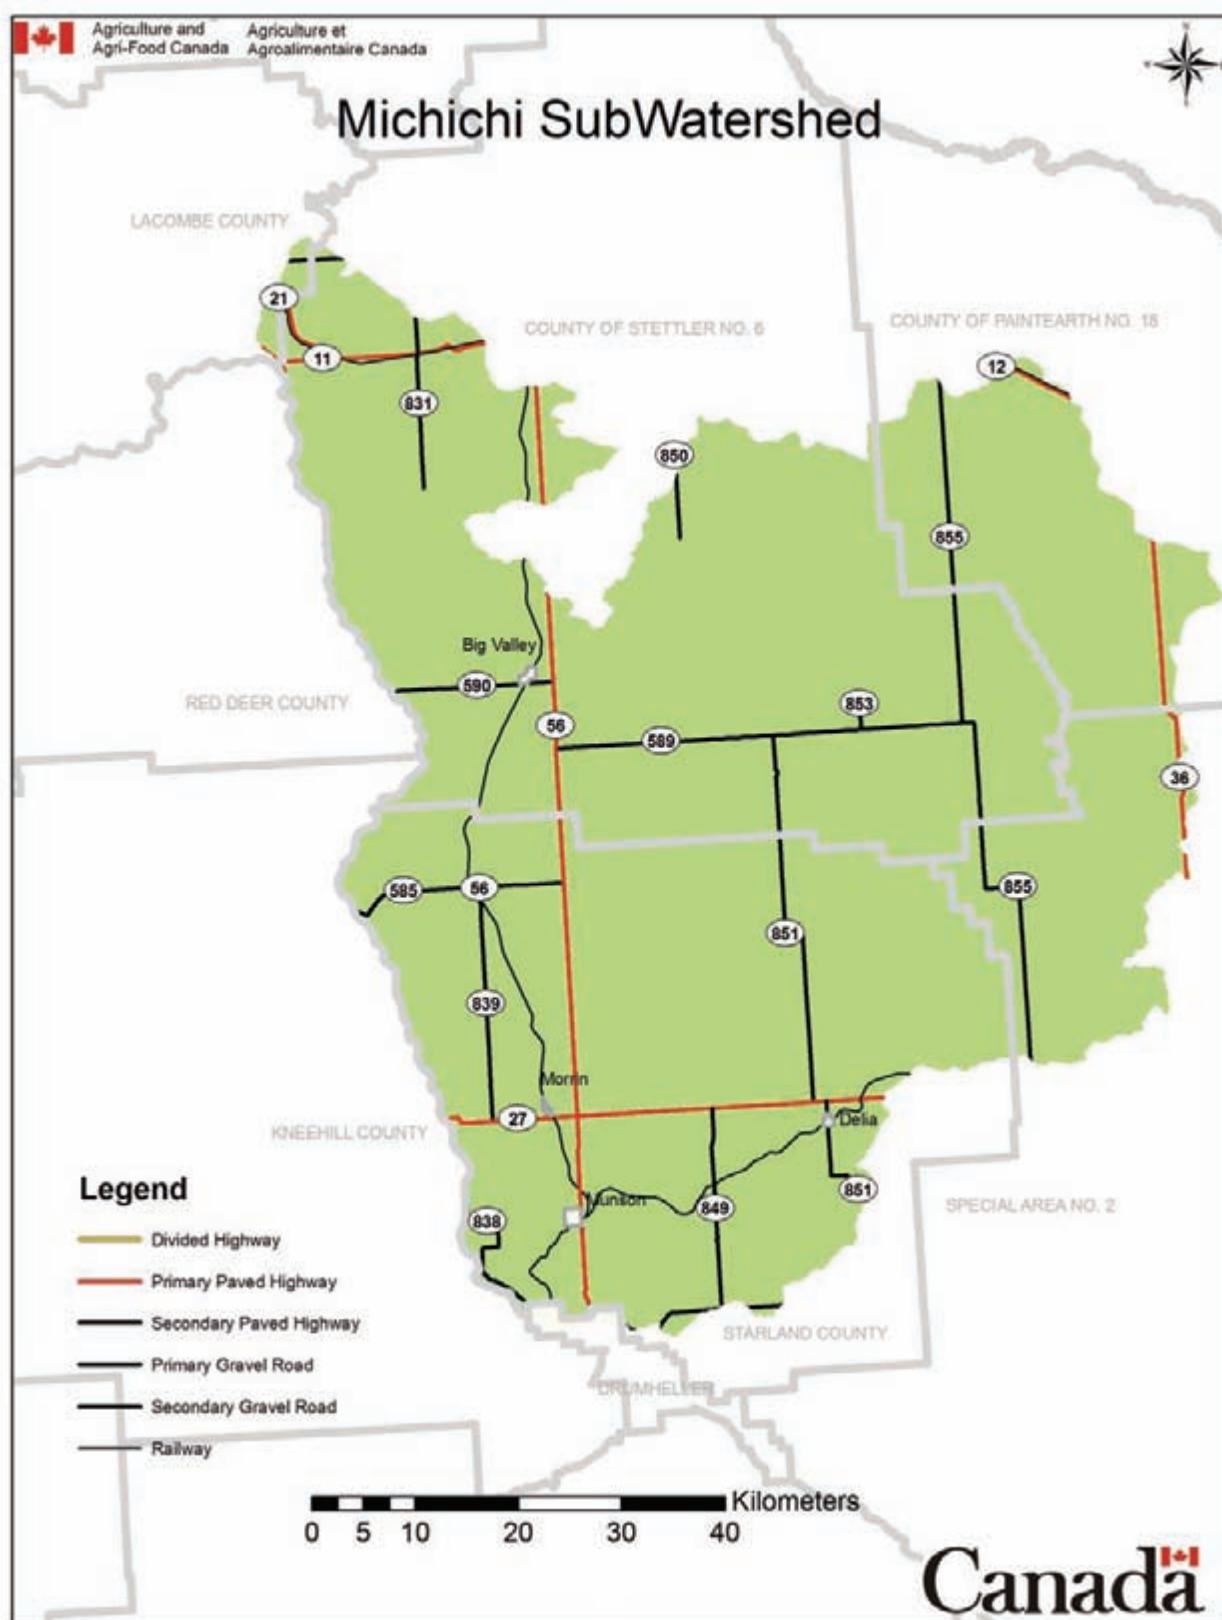 Agriculture and Agriculture et
Agri-Food Canada Agroalimentaire Canada
N
Michichi SubWatershed
LACOMBE COUNTY
21
COUNTY OF STETTLER NO. 6
COUNTY OF PAINTEARTH NO. 18
11
12
831
850
855
Big Valley
590
RED DEER COUNTY
853
56
589
36
585
56
855
851
839
Morrin
27
Delia
KNEEHILL COUNTY
Legend
851
Munson
849
SPECIAL AREA NO. 2
838
Divided Highway
Primary Paved Highway
Secondary Paved Highway
STARLAND COUNTY
Primary Gravel Road
DRUMHELLER
Secondary Gravel Road
Railway
Kilometers
0 5 10 20 30 40
Canada